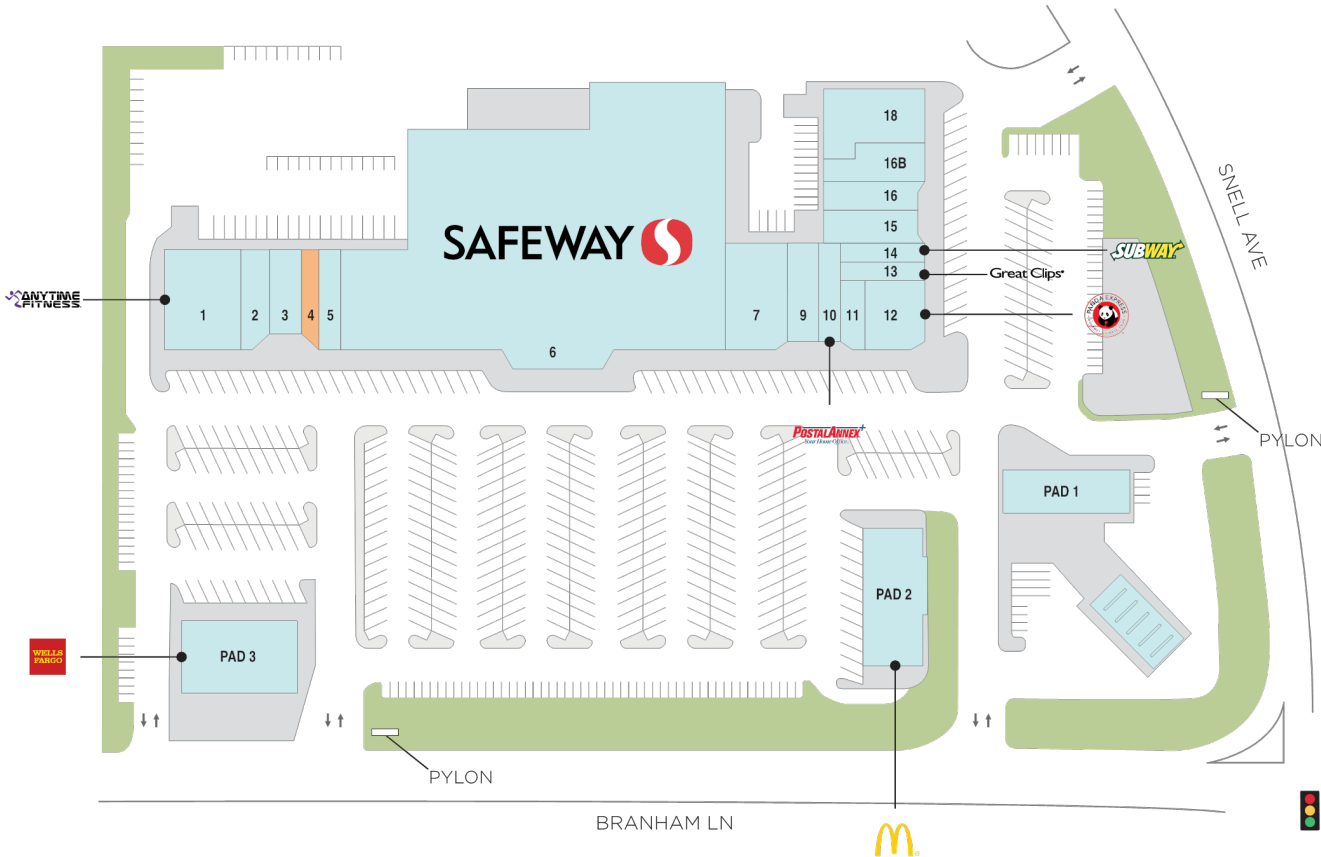 18
16B
16
15
14
13
SNELL AVE
SAFEWAY
SUBWAY
Great Clips
PANDA EXPRESS
ANYTIME
FITNESS
1
2
3
4
5
6
7
9
10
11
12
POSTALANNEX+
Your Home Office
PYLON
PAD 1
PAD 2
WELLS
FARGO
PAD 3
PYLON
BRANHAM LN